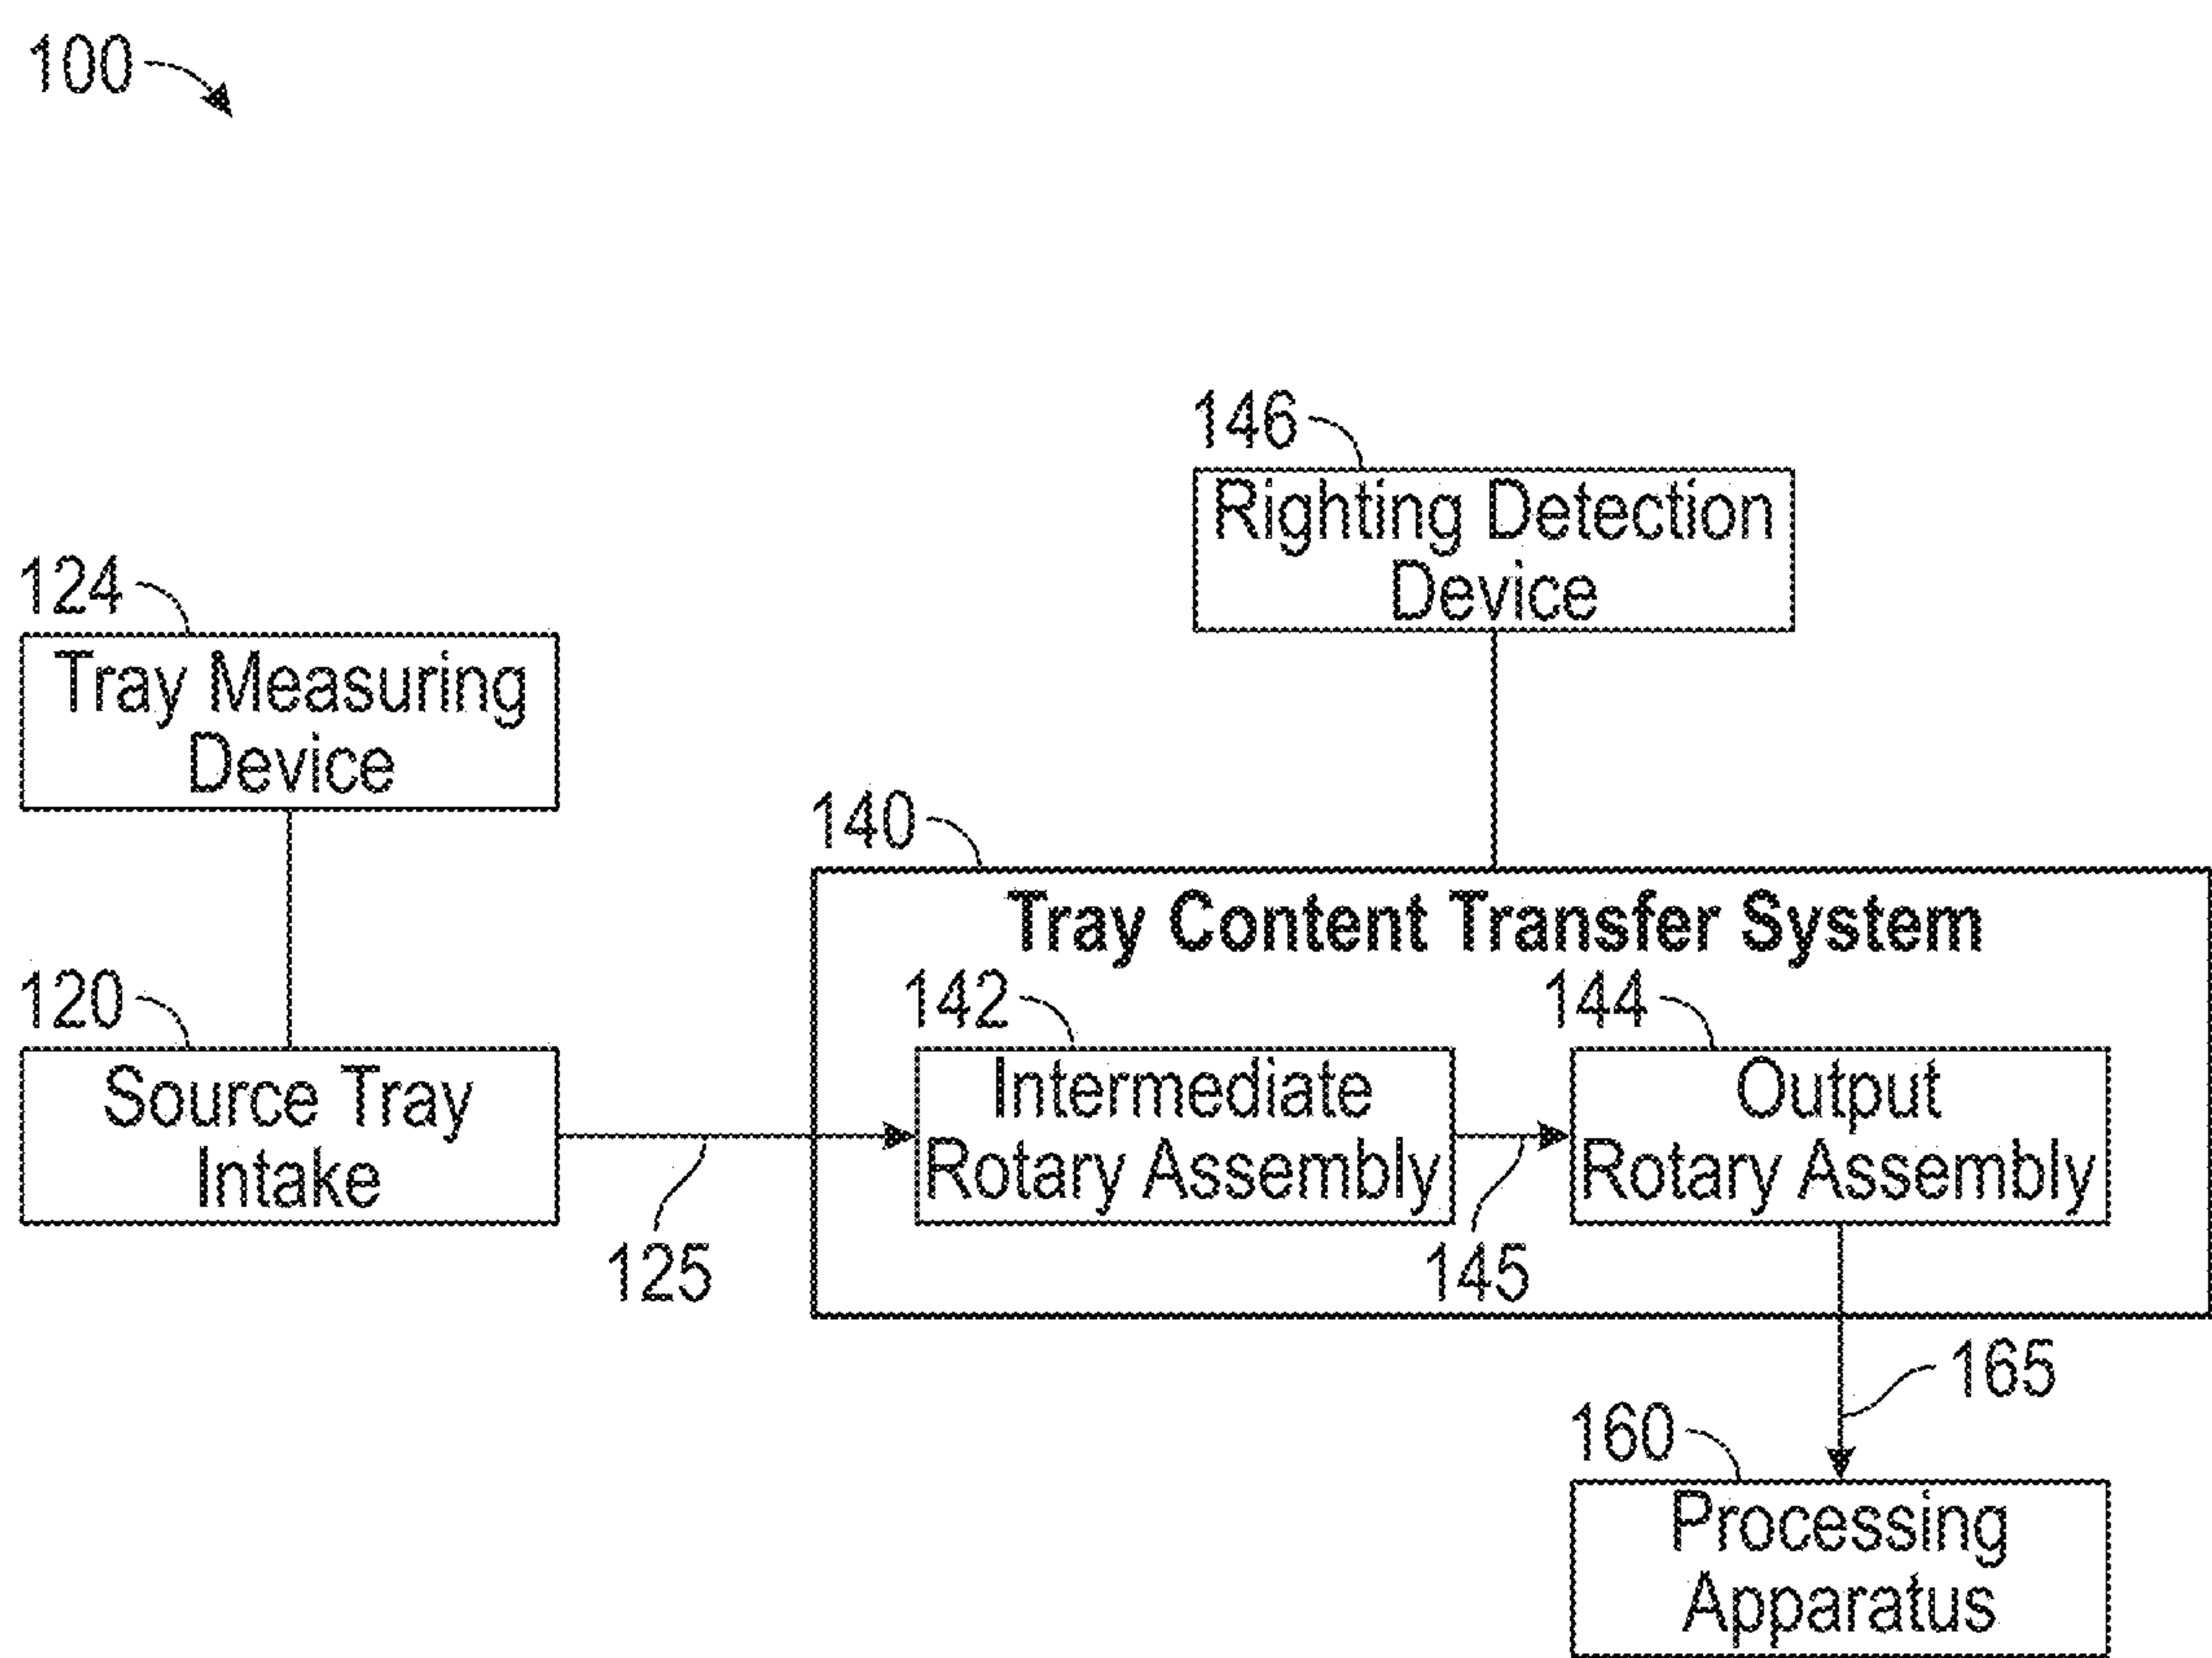 100
146
Righting Detection
Device
124
Tray Measuring
Device
140
Tray Content Transfer System
120
Source Tray
Intake
142
Intermediate
Rotary Assembly
144
Output
Rotary Assembly
125
145
165
160
Processing
Apparatus